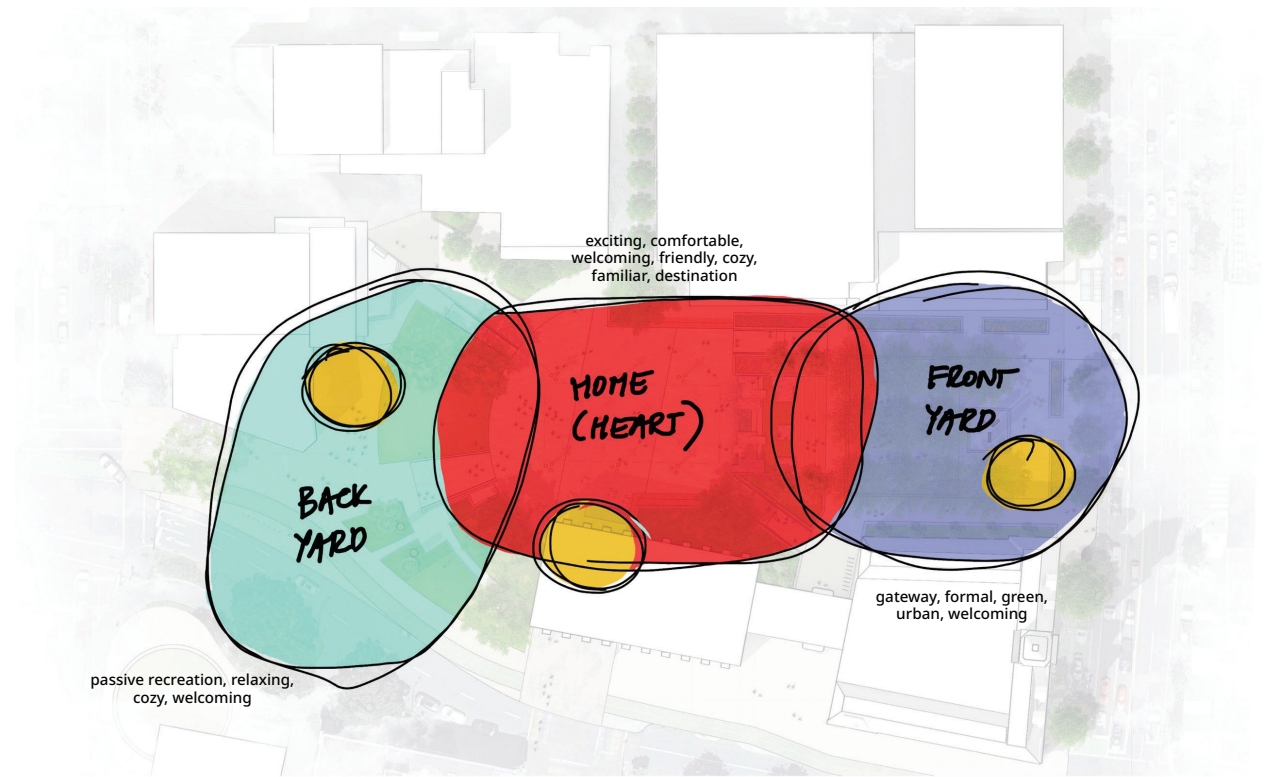 exciting, comfortable,
welcoming, friendly, cozy,
familiar, destination
HOME
(HEART)
FRONT
YARD
BACK
YARD
gateway, formal, green,
urban, welcoming
passive recreation, relaxing,
cozy, welcoming